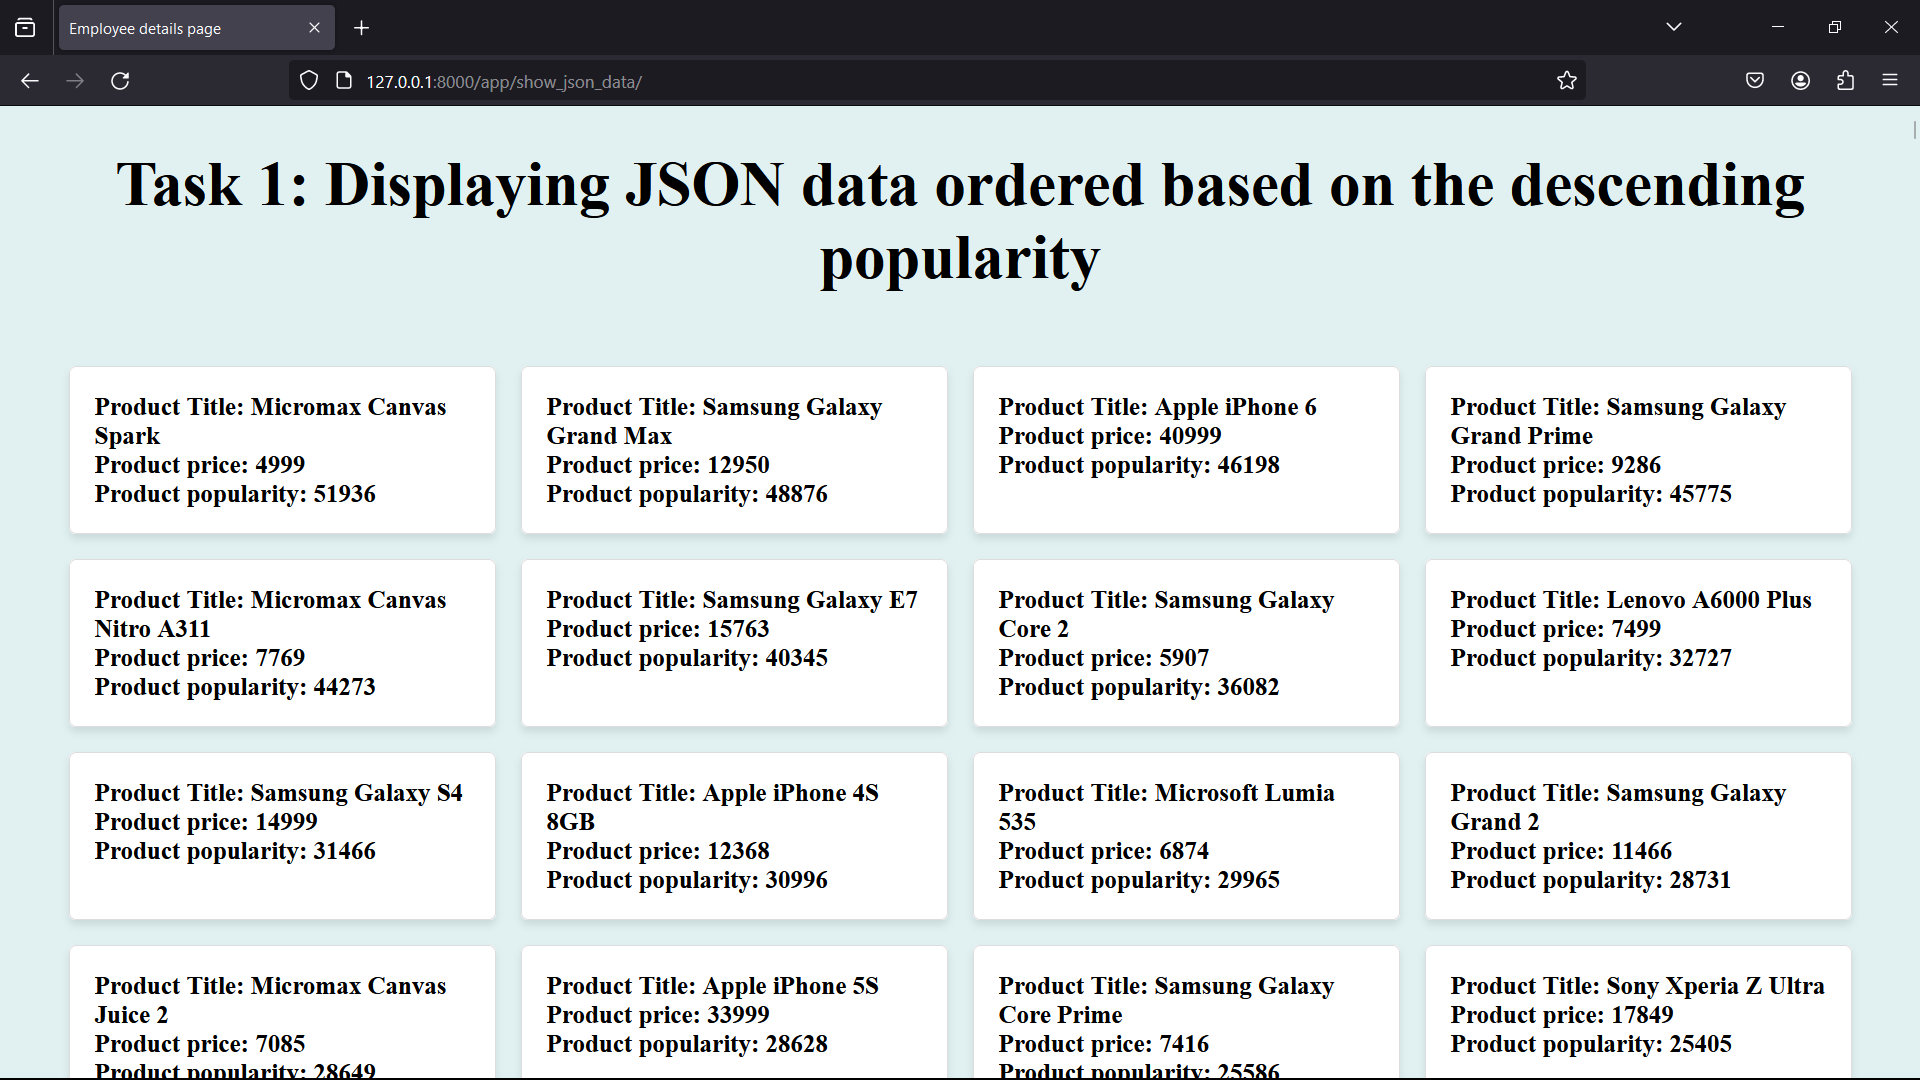 Employee details page
127.0.0.1:8000/app/show_json_data/
Task 1: Displaying JSON data ordered based on the descending
popularity
Product Title: Micromax Canvas
Spark
Product price: 4999
Product popularity: 51936
Product Title: Samsung Galaxy
Grand Max
Product price: 12950
Product popularity: 48876
Product Title: Apple iPhone 6
Product price: 40999
Product popularity: 46198
Product Title: Samsung Galaxy
Grand Prime
Product price: 9286
Product popularity: 45775
Product Title: Micromax Canvas
Nitro A311
Product price: 7769
Product popularity: 44273
Product Title: Samsung Galaxy E7
Product price: 15763
Product popularity: 40345
Product Title: Samsung Galaxy
Core 2
Product price: 5907
Product popularity: 36082
Product Title: Lenovo A6000 Plus
Product price: 7499
Product popularity: 32727
Product Title: Samsung Galaxy S4
Product price: 14999
Product popularity: 31466
Product Title: Apple iPhone 4S
8GB
Product price: 12368
Product popularity: 30996
Product Title: Microsoft Lumia
535
Product price: 6874
Product popularity: 29965
Product Title: Samsung Galaxy
Grand 2
Product price: 11466
Product popularity: 28731
Product Title: Micromax Canvas
Juice 2
Product price: 7085
Product popularity: 28649
Product Title: Apple iPhone 5S
Product price: 33999
Product popularity: 28628
Product Title: Samsung Galaxy
Core Prime
Product price: 7416
Product popularity: 25586
Product Title: Sony Xperia Z Ultra
Product price: 17849
Product popularity: 25405